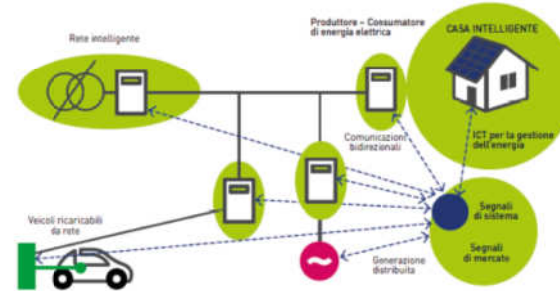 Rete intelligente
Produttore – Consumatore
di energia elettrica
CASA INTELLIGENTE
Comunicazioni
bidirezionali
ICT per la gestione
dell'energia
Veicoli ricaricabili
da rete
Segnali
di sistema
Segnali
di mercato
Generazione
distribuita